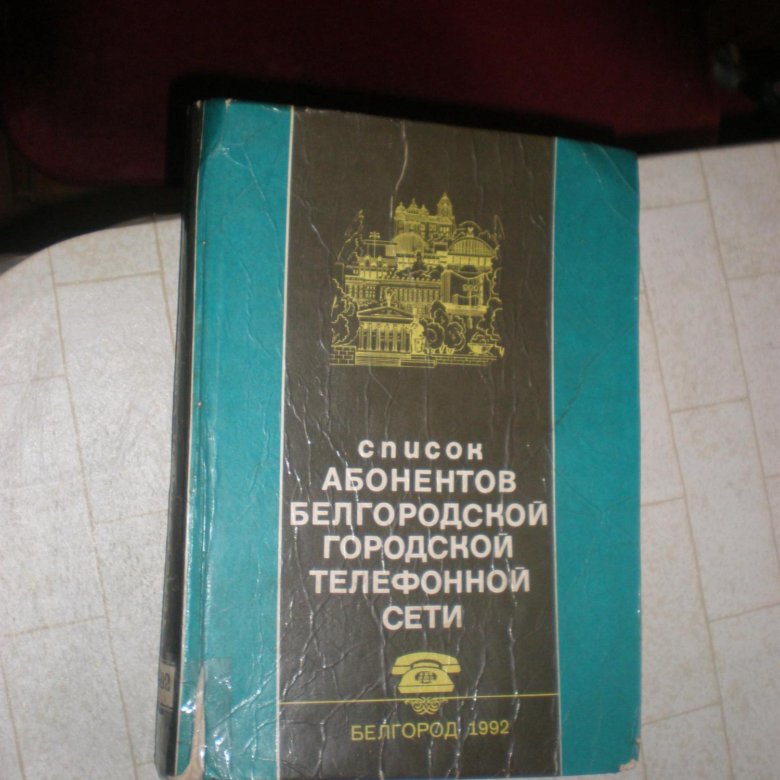 список
АБОНЕНТОВ
БЕЛГОРОДСКОЙ
ГОРОДСКОЙ
ТЕЛЕФОННОЙ
СЕТИ
БЕЛГОРОД 1992